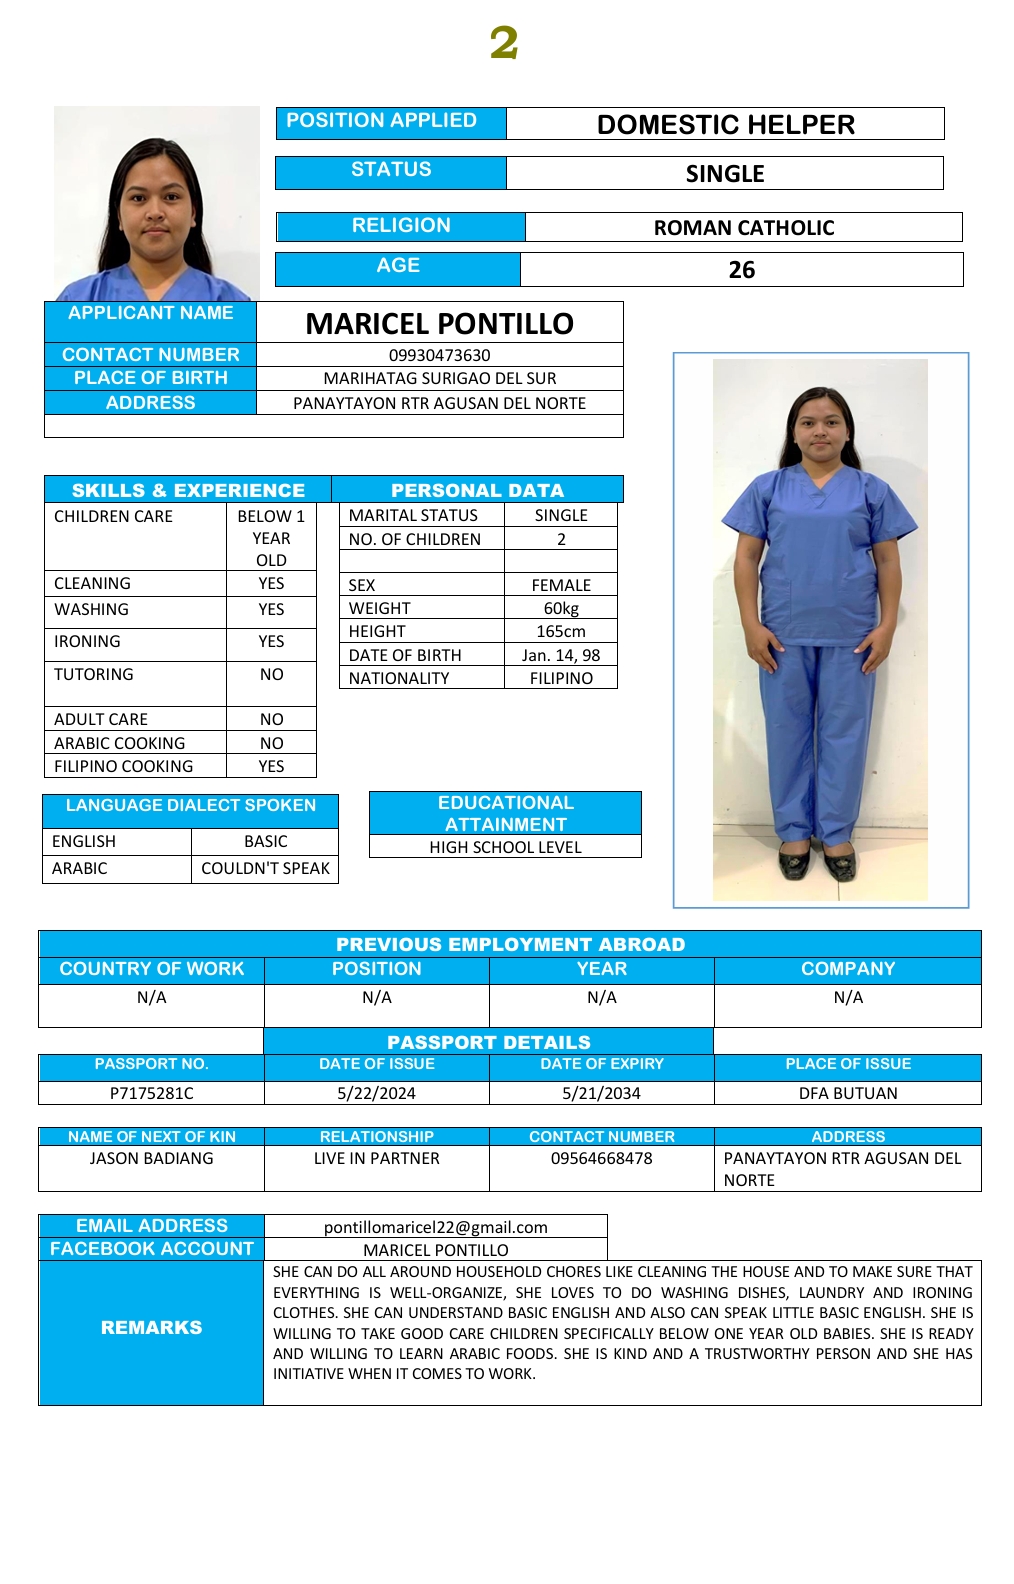 2
POSITION APPLIED DOMESTIC HELPER
STATUS SINGLE
RELIGION ROMAN CATHOLIC
AGE 26
APPLICANT NAME MARICEL PONTILLO
CONTACT NUMBER 09930473630
PLACE OF BIRTH MARIHATAG SURIGAO DEL SUR
ADDRESS PANAYTAYON RTR AGUSAN DEL NORTE
SKILLS & EXPERIENCE
CHILDREN CARE BELOW 1
YEAR
OLD
CLEANING YES
WASHING YES
IRONING YES
TUTORING NO
ADULT CARE NO
ARABIC COOKING NO
FILIPINO COOKING YES
PERSONAL DATA
MARITAL STATUS SINGLE
NO. OF CHILDREN 2
SEX FEMALE
WEIGHT 60kg
HEIGHT 165cm
DATE OF BIRTH Jan. 14, 98
NATIONALITY FILIPINO
LANGUAGE DIALECT SPOKEN
ENGLISH BASIC
ARABIC COULDN'T SPEAK
EDUCATIONAL
ATTAINMENT
HIGH SCHOOL LEVEL
PREVIOUS EMPLOYMENT ABROAD
COUNTRY OF WORK POSITION YEAR COMPANY
N/A N/A N/A N/A
PASSPORT DETAILS
PASSPORT NO. DATE OF ISSUE DATE OF EXPIRY PLACE OF ISSUE
P7175281C 5/22/2024 5/21/2034 DFA BUTUAN
NAME OF NEXT OF KIN RELATIONSHIP CONTACT NUMBER ADDRESS
JASON BADIANG LIVE IN PARTNER 09564668478 PANAYTAYON RTR AGUSAN DEL
NORTE
EMAIL ADDRESS pontillomaricel22@gmail.com
FACEBOOK ACCOUNT MARICEL PONTILLO
REMARKS
SHE CAN DO ALL AROUND HOUSEHOLD CHORES LIKE CLEANING THE HOUSE AND TO MAKE SURE THAT
EVERYTHING IS WELL-ORGANIZE, SHE LOVES TO DO WASHING DISHES, LAUNDRY AND IRONING
CLOTHES. SHE CAN UNDERSTAND BASIC ENGLISH AND ALSO CAN SPEAK LITTLE BASIC ENGLISH. SHE IS
WILLING TO TAKE GOOD CARE CHILDREN SPECIFICALLY BELOW ONE YEAR OLD BABIES. SHE IS READY
AND WILLING TO LEARN ARABIC FOODS. SHE IS KIND AND A TRUSTWORTHY PERSON AND SHE HAS
INITIATIVE WHEN IT COMES TO WORK.